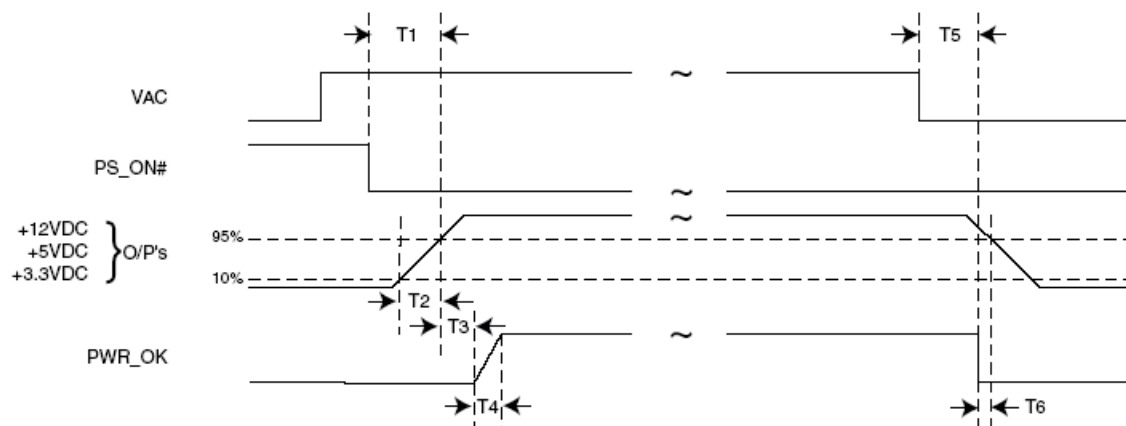 T1
T5
VAC
~
PS_ON#
~
+12VDC
+5VDC
+3.3VDC
} O/P's
95%
10%
~
T2
T3
PWR_OK
~
T4
T6